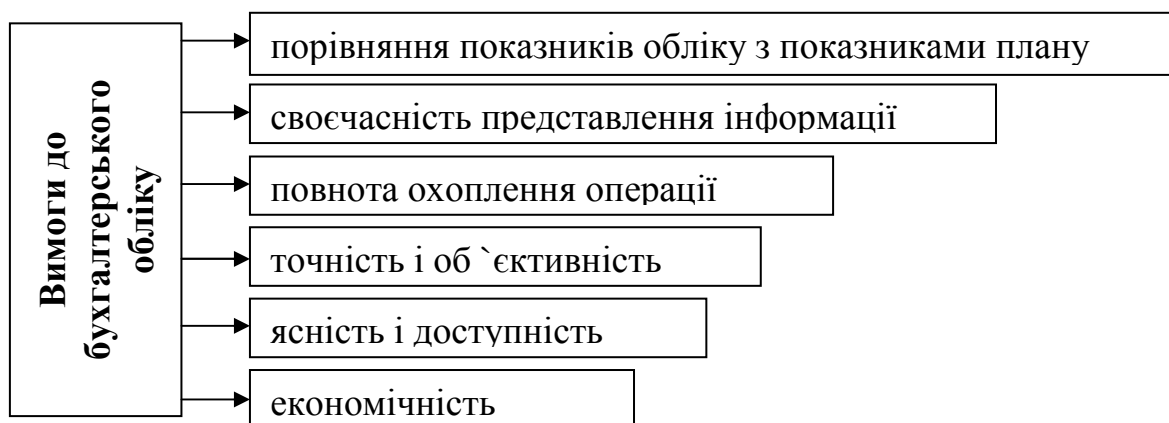 Вимоги до
бухгалтерського
обліку
порівняння показників обліку з показниками плану
своєчасність представлення інформації
повнота охоплення операції
точність і об `єктивність
ясність і доступність
економічність